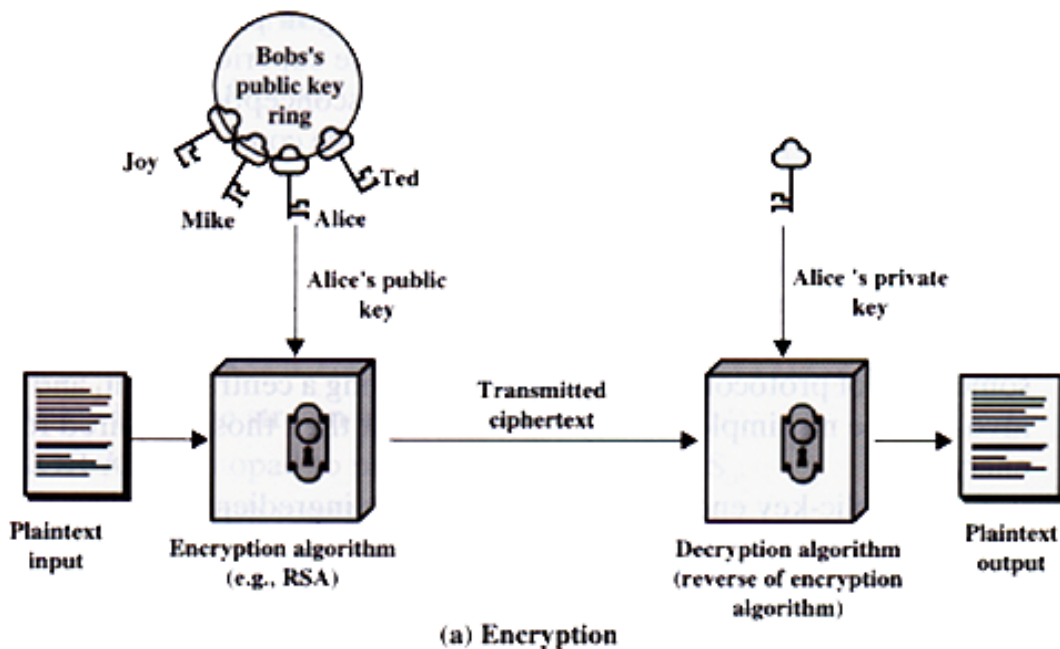 Bobs's
public key
ring
Joy
Ted
Mike
Alice
Alice's public
key
Alice 's private
key
Transmitted
ciphertext
Plaintext
input
Encryption algorithm
(e.g., RSA)
Decryption algorithm
(reverse of encryption
algorithm)
Plaintext
output
(a) Encryption